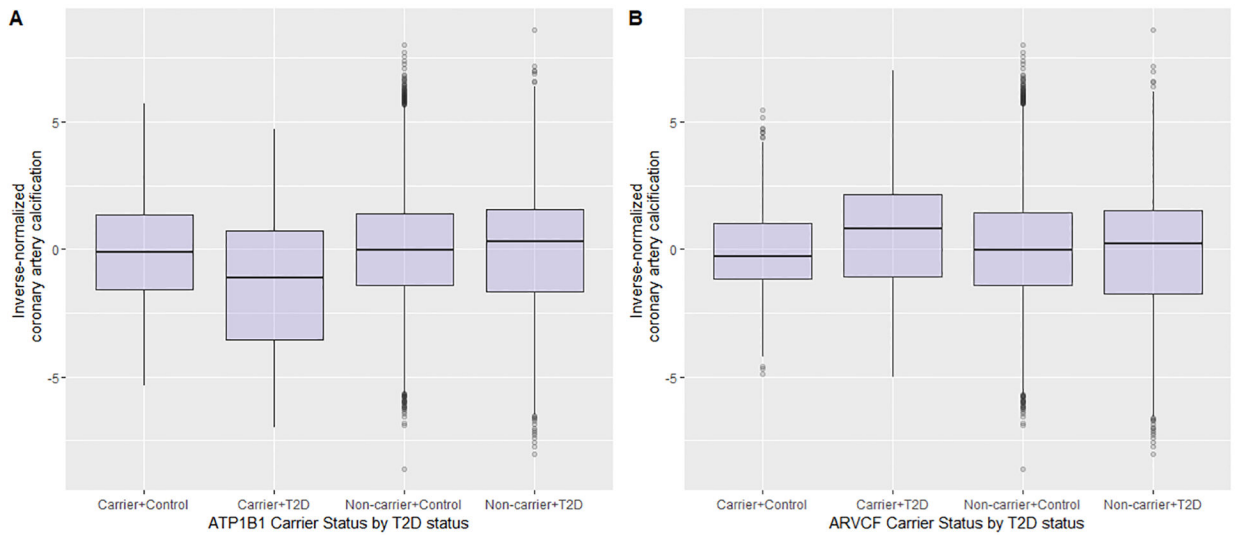 A
Inverse-normalized
coronary artery calcification
5
0
-5
Carrier+Control Carrier+T2D Non-carrier+Control Non-carrier+T2D
ATP1B1 Carrier Status by T2D status
B
Inverse-normalized
coronary artery calcification
5
0
-5
Carrier+Control Carrier+T2D Non-carrier+Control Non-carrier+T2D
ARVCF Carrier Status by T2D status